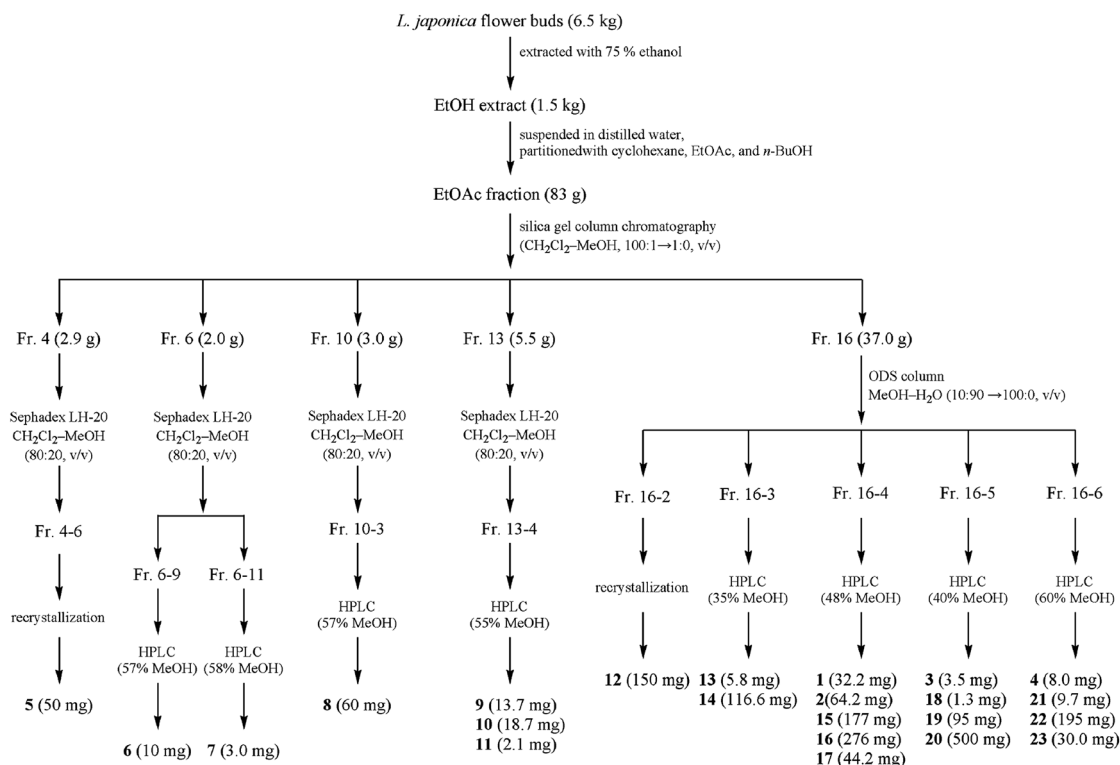 L. japonica flower buds (6.5 kg)
extracted with 75 % ethanol
EtOH extract (1.5 kg)
suspended in distilled water,
partitionedwith cyclohexane, EtOAc, and n-BuOH
EtOAc fraction (83 g)
silica gel column chromatography
(CH₂Cl₂–MeOH, 100:1→1:0, v/v)
Fr. 4 (2.9 g)
Sephadex LH-20
CH₂Cl₂–MeOH
(80:20, v/v)
Fr. 4-6
recrystallization
5 (50 mg)
Fr. 6 (2.0 g)
Sephadex LH-20
CH₂Cl₂–MeOH
(80:20, v/v)
Fr. 6-9
HPLC
(57% MeOH)
6 (10 mg)
Fr. 6-11
HPLC
(58% MeOH)
7 (3.0 mg)
Fr. 10 (3.0 g)
Sephadex LH-20
CH₂Cl₂–MeOH
(80:20, v/v)
Fr. 10-3
HPLC
(57% MeOH)
8 (60 mg)
Fr. 13 (5.5 g)
Sephadex LH-20
CH₂Cl₂–MeOH
(80:20, v/v)
Fr. 13-4
HPLC
(55% MeOH)
9 (13.7 mg)
10 (18.7 mg)
11 (2.1 mg)
Fr. 16 (37.0 g)
ODS column
MeOH–H₂O (10:90 →100:0, v/v)
Fr. 16-2
recrystallization
12 (150 mg)
Fr. 16-3
HPLC
(35% MeOH)
13 (5.8 mg)
14 (116.6 mg)
Fr. 16-4
HPLC
(48% MeOH)
1 (32.2 mg)
2(64.2 mg)
15 (177 mg)
16 (276 mg)
17 (44.2 mg)
Fr. 16-5
HPLC
(40% MeOH)
3 (3.5 mg)
18 (1.3 mg)
19 (95 mg)
20 (500 mg)
Fr. 16-6
HPLC
(60% MeOH)
4 (8.0 mg)
21 (9.7 mg)
22 (195 mg)
23 (30.0 mg)